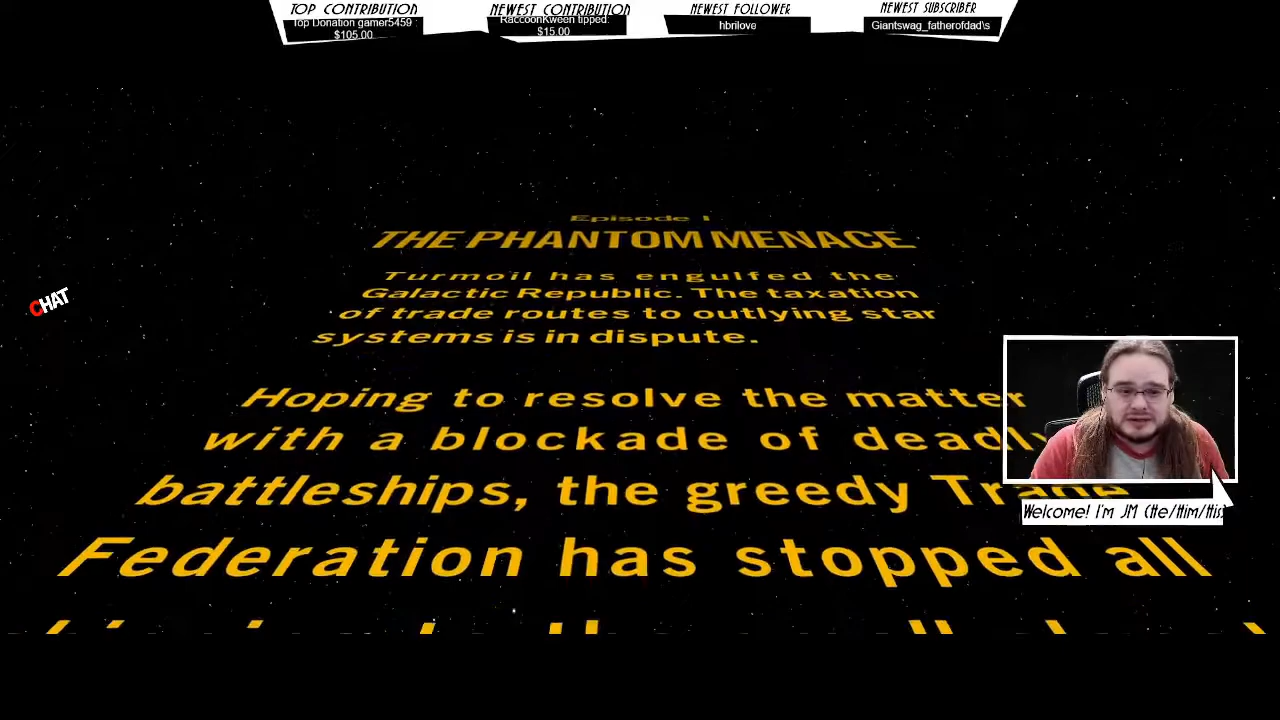 TOP CONTRIBUTION
Top Donation gamer5459 :
$105.00
NEWEST CONTRIBUTION
RaccoonKween tipped:
$15.00
NEWEST FOLLOWER
hbrilove
NEWEST SUBSCRIBER
Giantswag_fatherofdad\s
CHAT
Episode I
THE PHANTOM MENACE
Turmoil has engulfed the
Galactic Republic. The taxation
of trade routes to outlying star
systems is in dispute.
Hoping to resolve the matter
with a blockade of deadly
battleships, the greedy Trade
Federation has stopped all
Welcome! I'm JM (He/Him/His